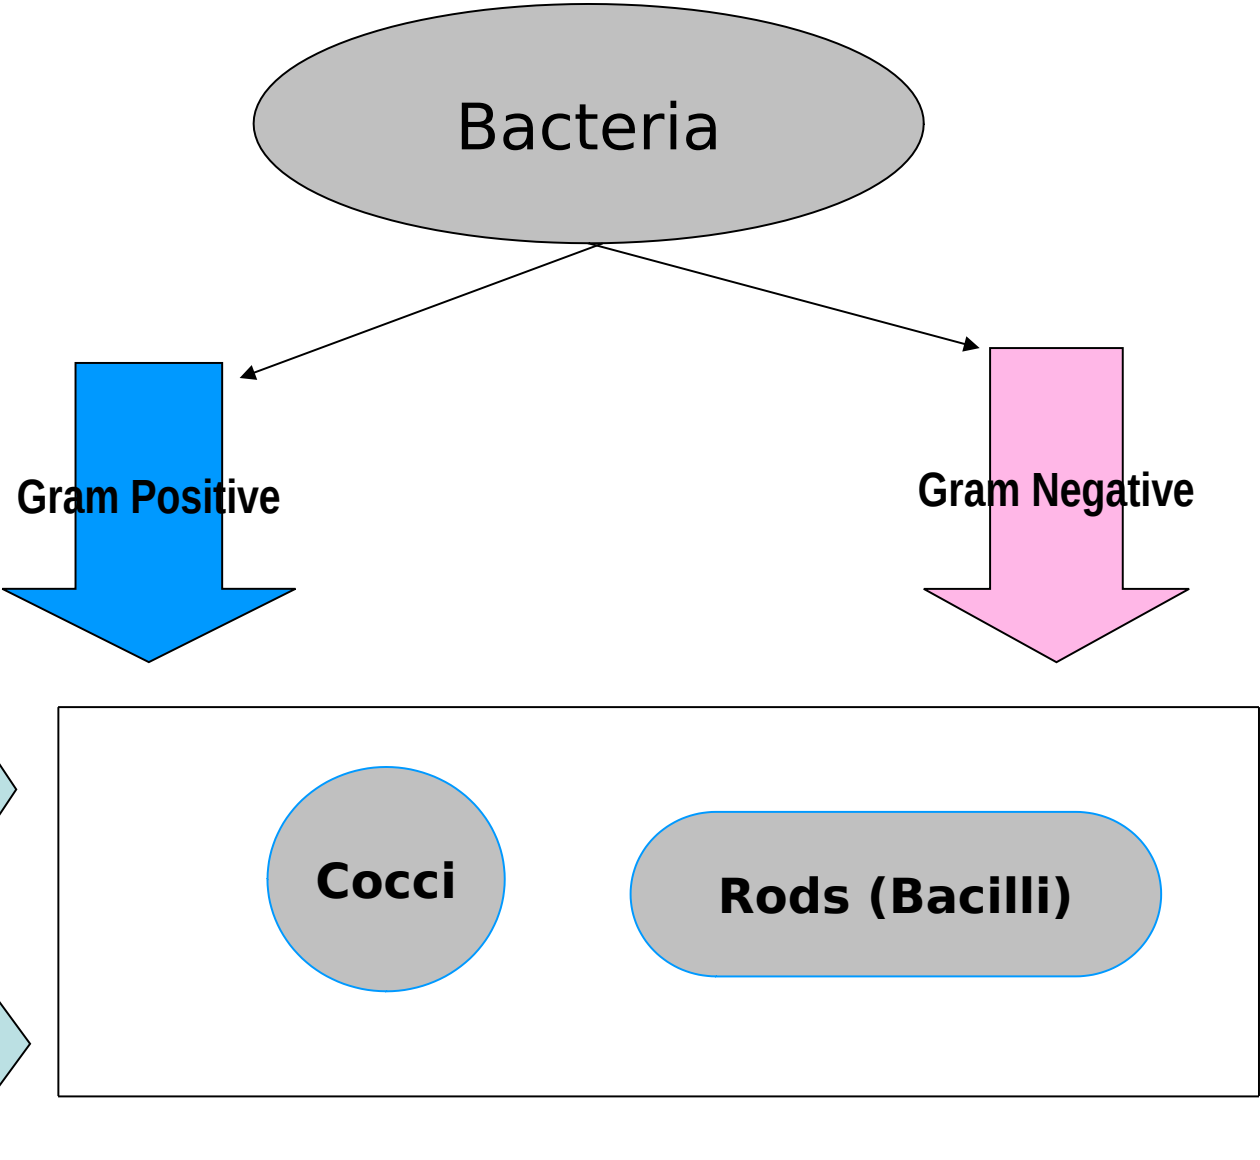 Bacteria
Gram Positive
Gram Negative
Cocci
Rods (Bacilli)